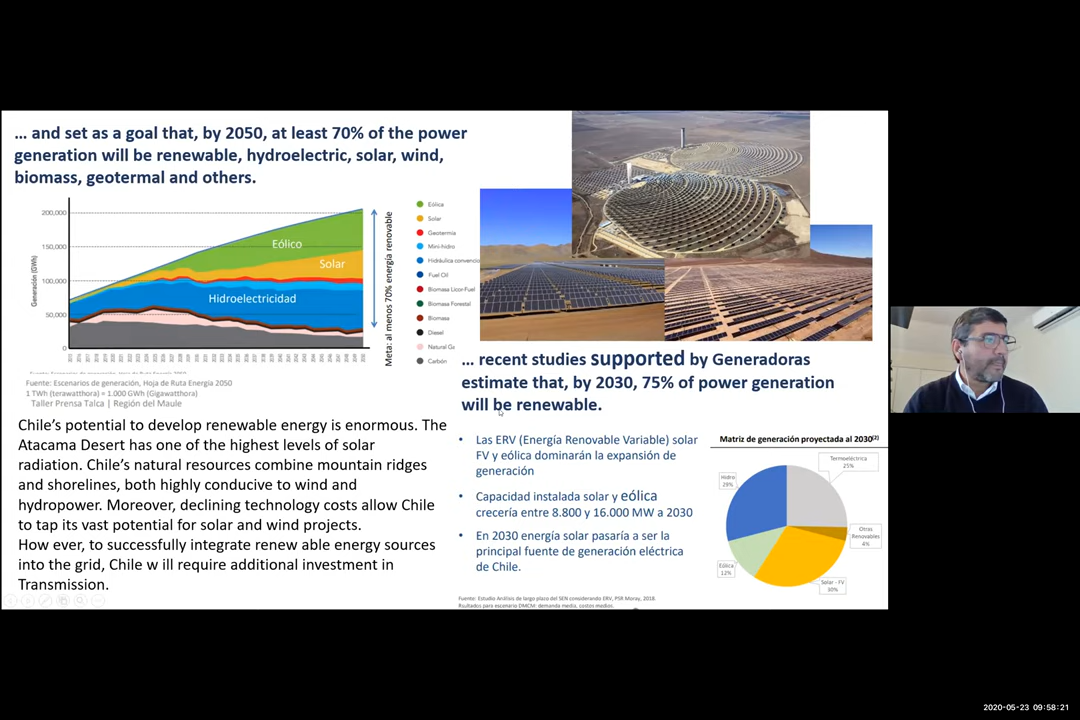 … and set as a goal that, by 2050, at least 70% of the power
generation will be renewable, hydroelectric, solar, wind,
biomass, geotermal and others.
Generación (GWh)
200,000
150,000
100,000
50,000
0
Eólico
Solar
Hidroelectricidad
Meta: al menos 70% energía renovable
Eólica
Solar
Geotermia
Mini-hidro
Hidráulica convencio
Fuel Oil
Biomasa Licor-Fuel
Biomasa Forestal
Biomasa
Diesel
Natural Gas
Carbón
Fuente: Escenarios de generación, Hoja de Ruta Energía 2050
1 TWh (terawatthora) = 1.000 GWh (Gigawatthora)
Taller Prensa Talca | Región del Maule
Chile’s potential to develop renewable energy is enormous. The
Atacama Desert has one of the highest levels of solar
radiation. Chile’s natural resources combine mountain ridges
and shorelines, both highly conducive to wind and
hydropower. Moreover, declining technology costs allow Chile
to tap its vast potential for solar and wind projects.
How ever, to successfully integrate renew able energy sources
into the grid, Chile w ill require additional investment in
Transmission.
… recent studies supported by Generadoras
estimate that, by 2030, 75% of power generation
will be renewable.
• Las ERV (Energía Renovable Variable) solar
FV y eólica dominarán la expansión de
generación
• Capacidad instalada solar y eólica
crecería entre 8.800 y 16.000 MW a 2030
• En 2030 energía solar pasaría a ser la
principal fuente de generación eléctrica
de Chile.
Matriz de generación proyectada al 2030(2)
Termoeléctrica
25%
Hidro
29%
Otras
Renovables
4%
Eólica
12%
Solar - FV
30%
Fuente: Estudio Análisis de largo plazo del SEN considerando ERV, PSR Moray, 2018.
Resultados para escenario DMCM: demanda media, costos medios.
2020-05-23 09:58:21